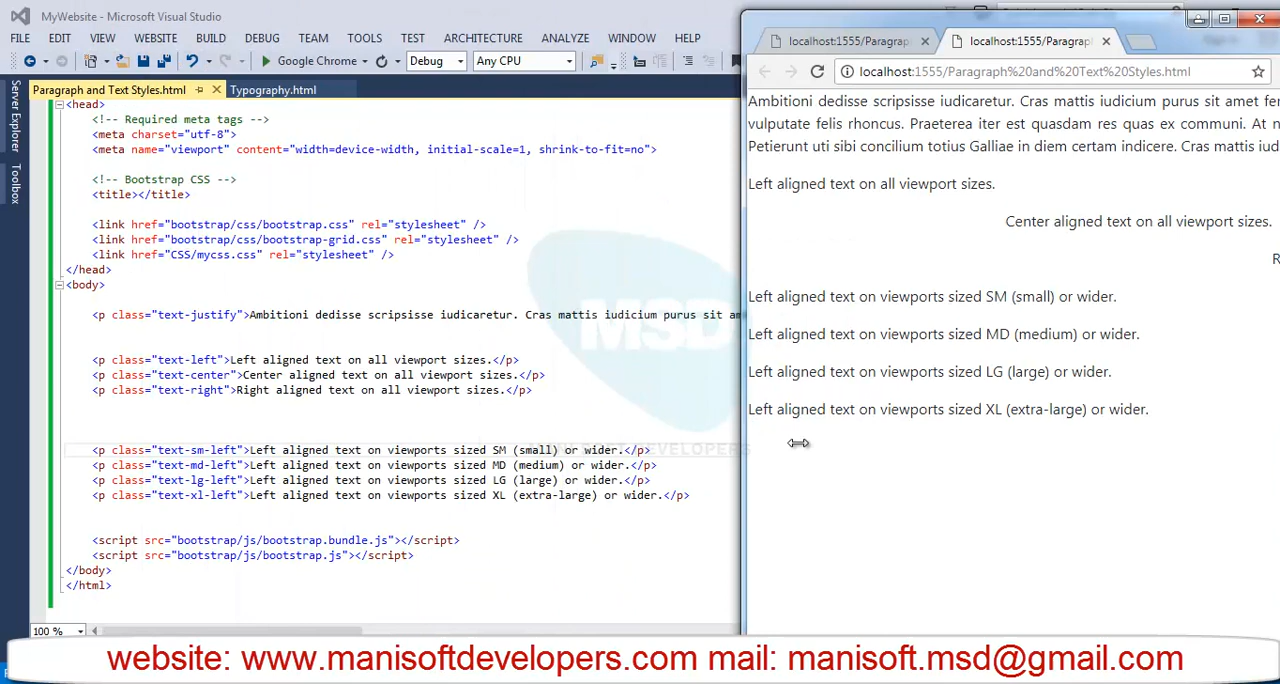 MyWebsite - Microsoft Visual Studio
FILE EDIT VIEW WEBSITE BUILD DEBUG TEAM TOOLS TEST ARCHITECTURE ANALYZE WINDOW HELP
Google Chrome Debug Any CPU
Paragraph and Text Styles.html Typography.html
Server Explorer
Toolbox
<head>
<!-- Required meta tags -->
<meta charset="utf-8">
<meta name="viewport" content="width=device-width, initial-scale=1, shrink-to-fit=no">
<!-- Bootstrap CSS -->
<title></title>
<link href="bootstrap/css/bootstrap.css" rel="stylesheet" />
<link href="bootstrap/css/bootstrap-grid.css" rel="stylesheet" />
<link href="CSS/mycss.css" rel="stylesheet" />
</head>
<body>
<p class="text-justify">Ambitioni dedisse scripsisse iudicaretur. Cras mattis iudicium purus sit am
<p class="text-left">Left aligned text on all viewport sizes.</p>
<p class="text-center">Center aligned text on all viewport sizes.</p>
<p class="text-right">Right aligned text on all viewport sizes.</p>
<p class="text-sm-left">Left aligned text on viewports sized SM (small) or wider.</p>
<p class="text-md-left">Left aligned text on viewports sized MD (medium) or wider.</p>
<p class="text-lg-left">Left aligned text on viewports sized LG (large) or wider.</p>
<p class="text-xl-left">Left aligned text on viewports sized XL (extra-large) or wider.</p>
<script src="bootstrap/js/bootstrap.bundle.js"></script>
<script src="bootstrap/js/bootstrap.js"></script>
</body>
</html>
100 %
MSD
MANISOFT DEVELOPERS
localhost:1555/Paragrap localhost:1555/Paragrap
localhost:1555/Paragraph%20and%20Text%20Styles.html
Ambitioni dedisse scripsisse iudicaretur. Cras mattis iudicium purus sit amet fer
vulputate felis rhoncus. Praeterea iter est quasdam res quas ex communi. At n
Petierunt uti sibi concilium totius Galliae in diem certam indicere. Cras mattis iud
Left aligned text on all viewport sizes.
Center aligned text on all viewport sizes.
R
Left aligned text on viewports sized SM (small) or wider.
Left aligned text on viewports sized MD (medium) or wider.
Left aligned text on viewports sized LG (large) or wider.
Left aligned text on viewports sized XL (extra-large) or wider.
website: www.manisoftdevelopers.com mail: manisoft.msd@gmail.com